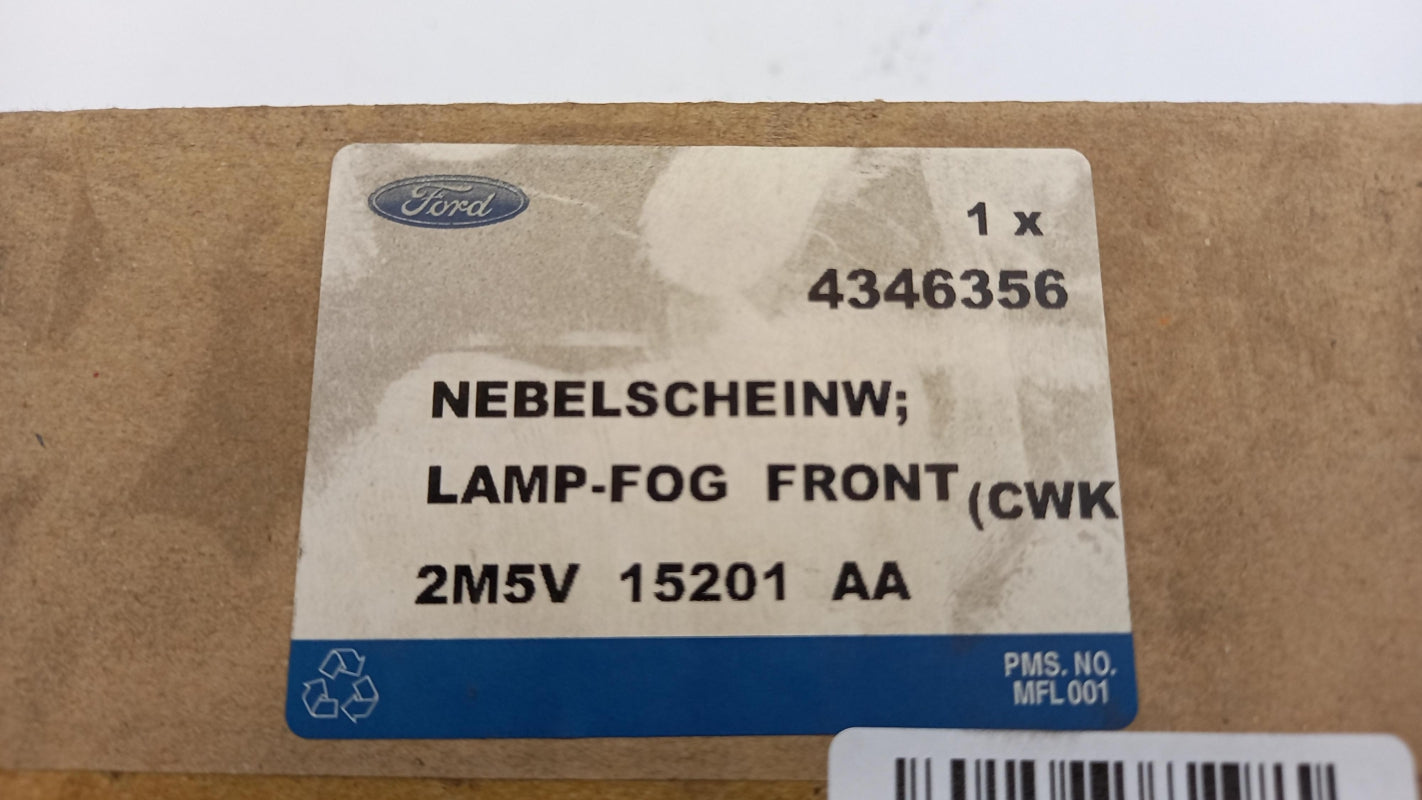 Ford
1 x
4346356
NEBELSCHEINW;
LAMP-FOG FRONT (CWK
2M5V 15201 AA
PMS. NO.
MFL 001